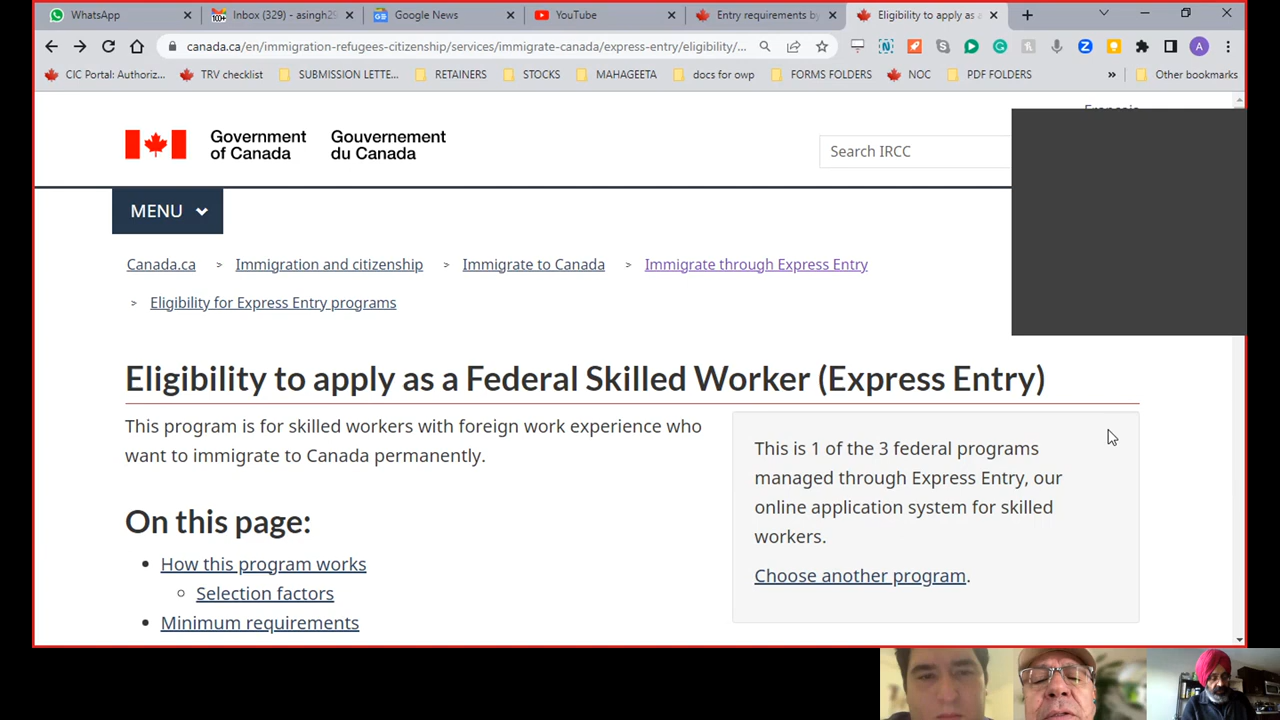 WhatsApp
Inbox (329) - asingh2
Google News
YouTube
Entry requirements by
Eligibility to apply as a
canada.ca/en/immigration-refugees-citizenship/services/immigrate-canada/express-entry/eligibility/...
CIC Portal: Authoriz...
TRV checklist
SUBMISSION LETTE...
RETAINERS
STOCKS
MAHAGEETA
docs for owp
FORMS FOLDERS
NOC
PDF FOLDERS
»
Other bookmarks
Français
Government of Canada
Gouvernement du Canada
Search IRCC
MENU
Canada.ca > Immigration and citizenship > Immigrate to Canada > Immigrate through Express Entry
> Eligibility for Express Entry programs
Eligibility to apply as a Federal Skilled Worker (Express Entry)
This program is for skilled workers with foreign work experience who
want to immigrate to Canada permanently.
This is 1 of the 3 federal programs
managed through Express Entry, our
online application system for skilled
workers.
Choose another program.
On this page:
• How this program works
◦ Selection factors
• Minimum requirements